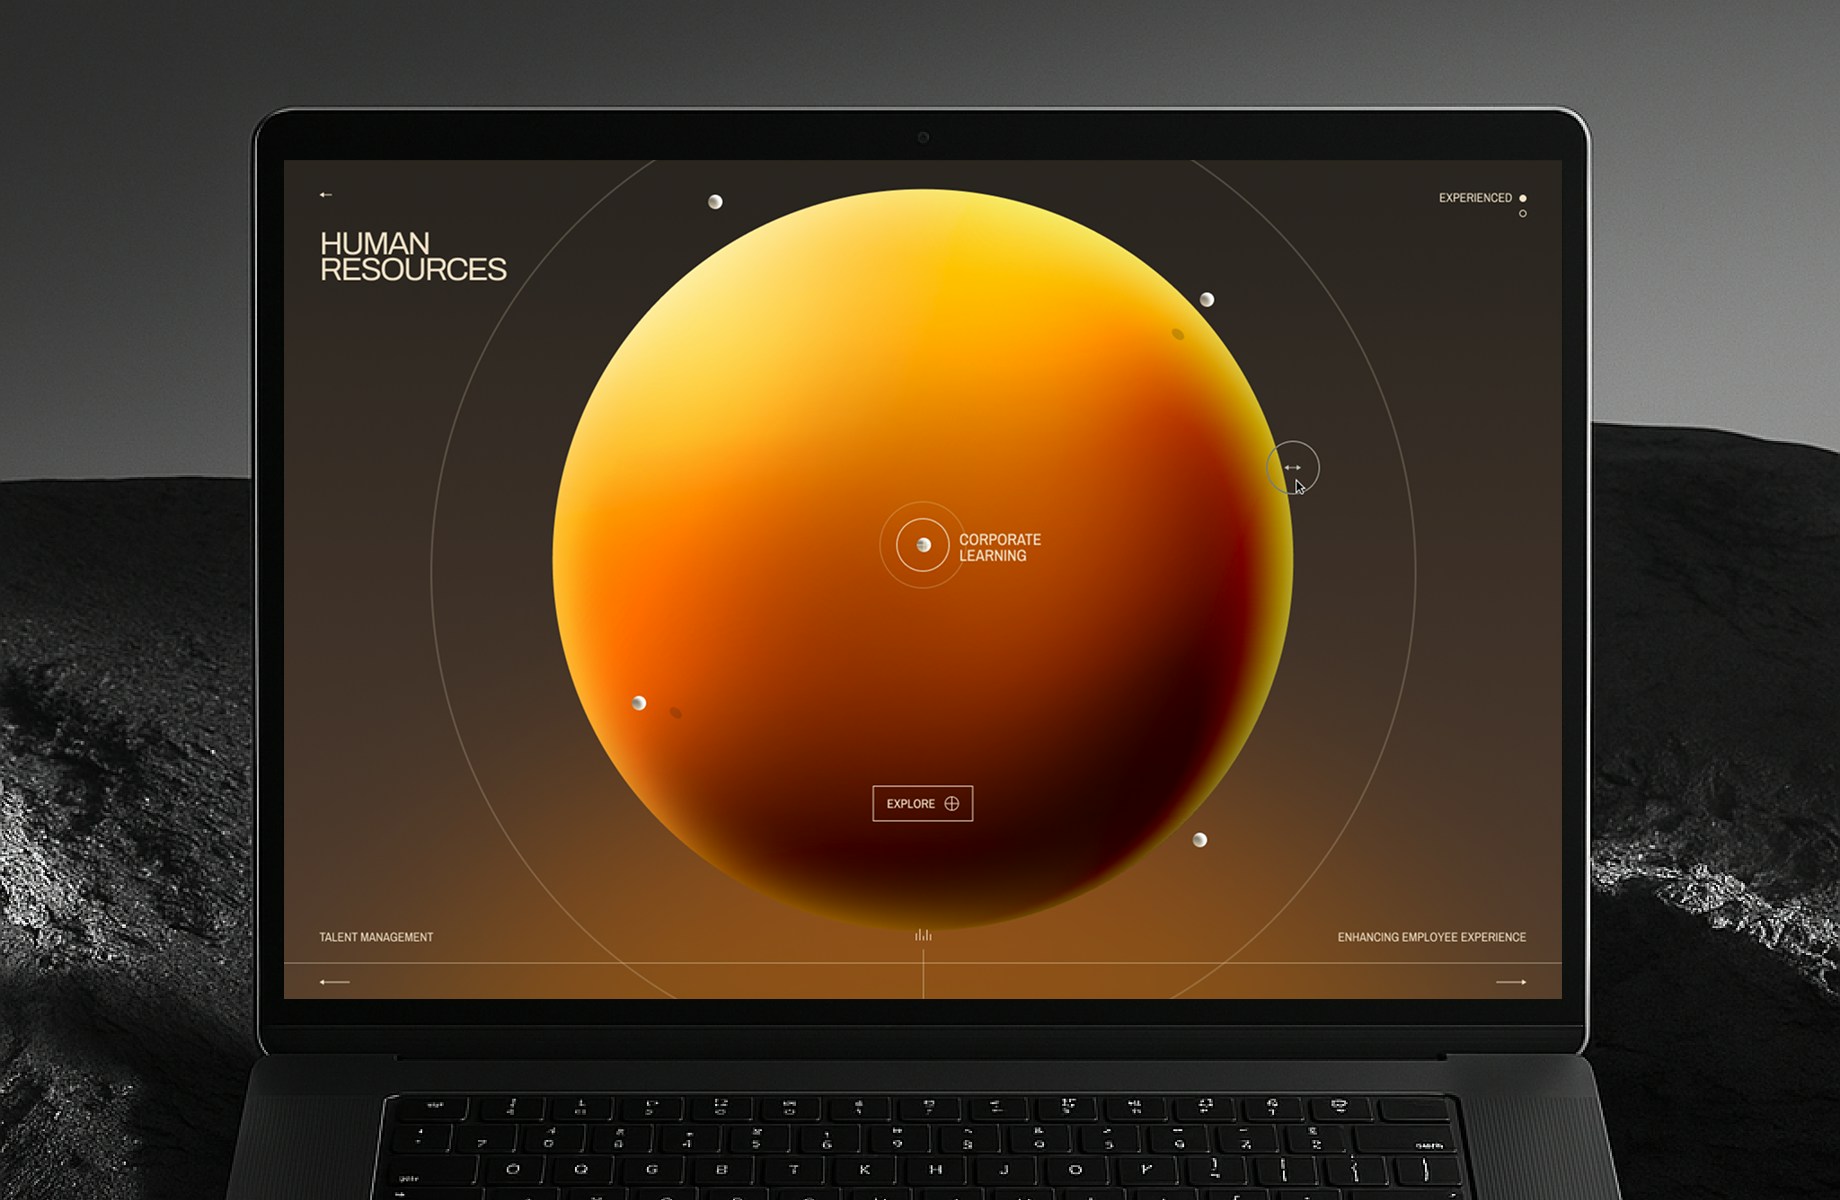 EXPERIENCED
HUMAN
RESOURCES
CORPORATE
LEARNING
EXPLORE
TALENT MANAGEMENT
ENHANCING EMPLOYEE EXPERIENCE
O Q G B T K H J O